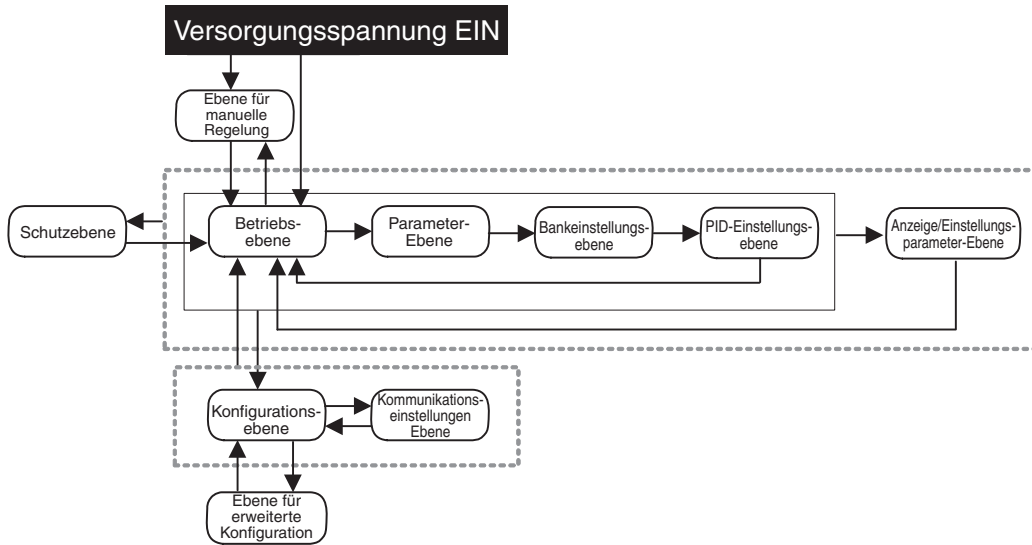 Versorgungsspannung EIN
Ebene für
manuelle
Regelung
Schutzebene
Betriebs-
ebene
Parameter-
Ebene
Bankeinstellungs-
ebene
PID-Einstellungs-
ebene
Anzeige/Einstellungs-
parameter-Ebene
Konfigurations-
ebene
Kommunikations-
einstellungen
Ebene
Ebene für
erweiterte
Konfiguration